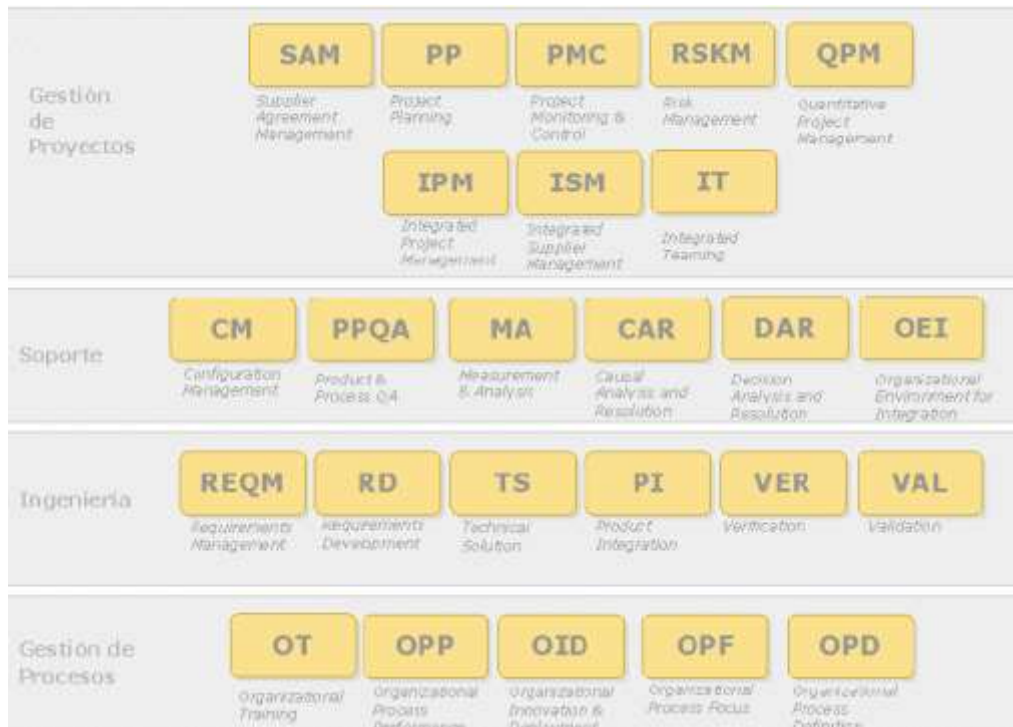 SAM PP PMC RSKM QPM
Gestión
de
Proyectos
Supplier
Agreement
Management
Project
Planning
Project
Monitoring &
Control
Risk
Management
Quantitative
Project
Management
IPM ISM IT
Integrated
Project
Management
Integrated
Supplier
Management
Integrated
Teaming
CM PPQA MA CAR DAR OEI
Soporte
Configuration
Management
Product &
Process QA
Measurement
& Analysis
Causal
Analysis and
Resolution
Decision
Analysis and
Resolution
Organizational
Environment for
Integration
REQM RD TS PI VER VAL
Ingeniería
Requirements
Management
Requirements
Development
Technical
Solution
Product
Integration
Verification
Validation
OT OPP OID OPF OPD
Gestión de
Procesos
Organizational
Training
Organizational
Process
Performance
Organizational
Innovation &
Deployment
Organizational
Process Focus
Organizational
Process
Definition